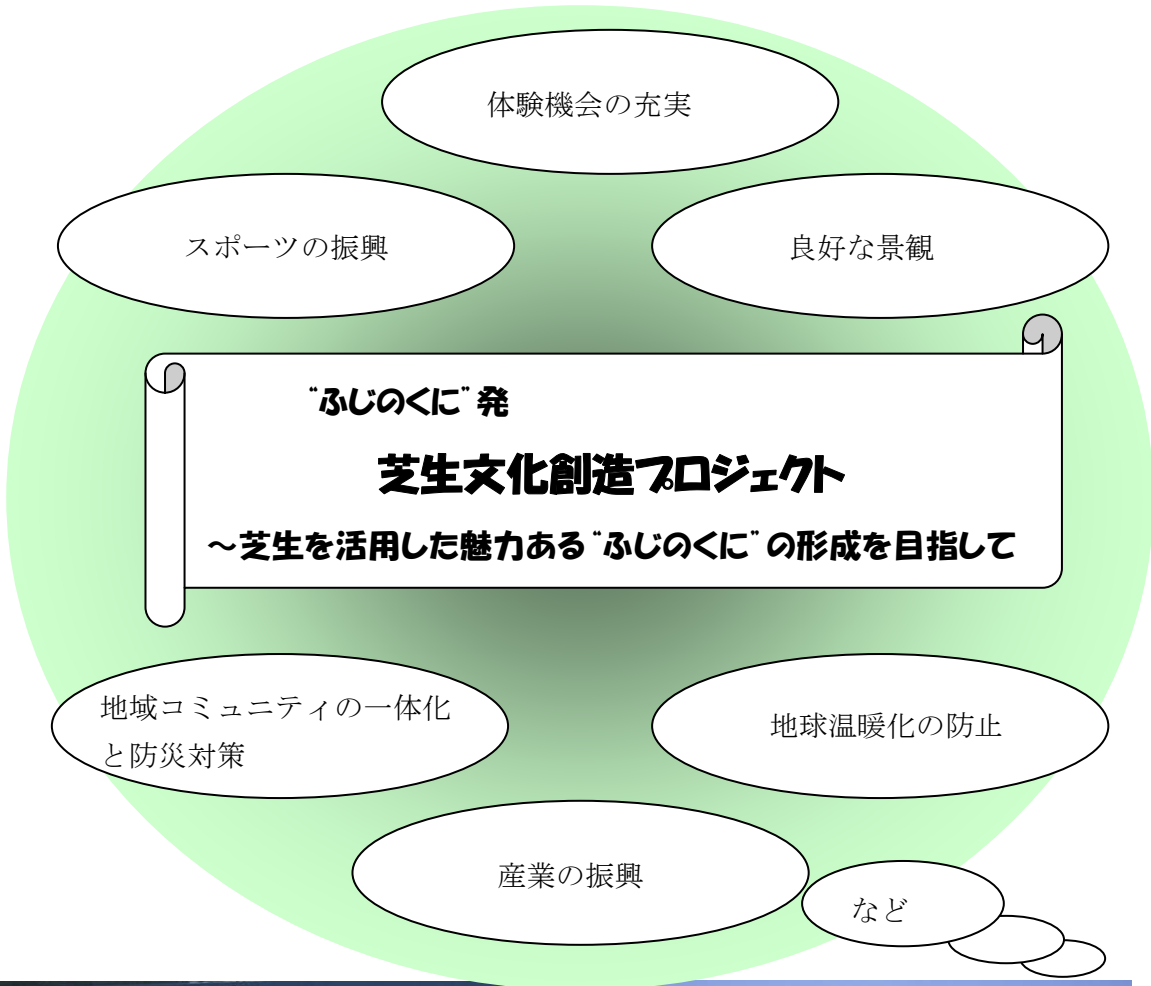 体験機会の充実
スポーツの振興
良好な景観
“ふじのくに”発
芝生文化創造プロジェクト
～芝生を活用した魅力ある“ふじのくに”の形成を目指して
地域コミュニティの一体化
と防災対策
地球温暖化の防止
産業の振興
など